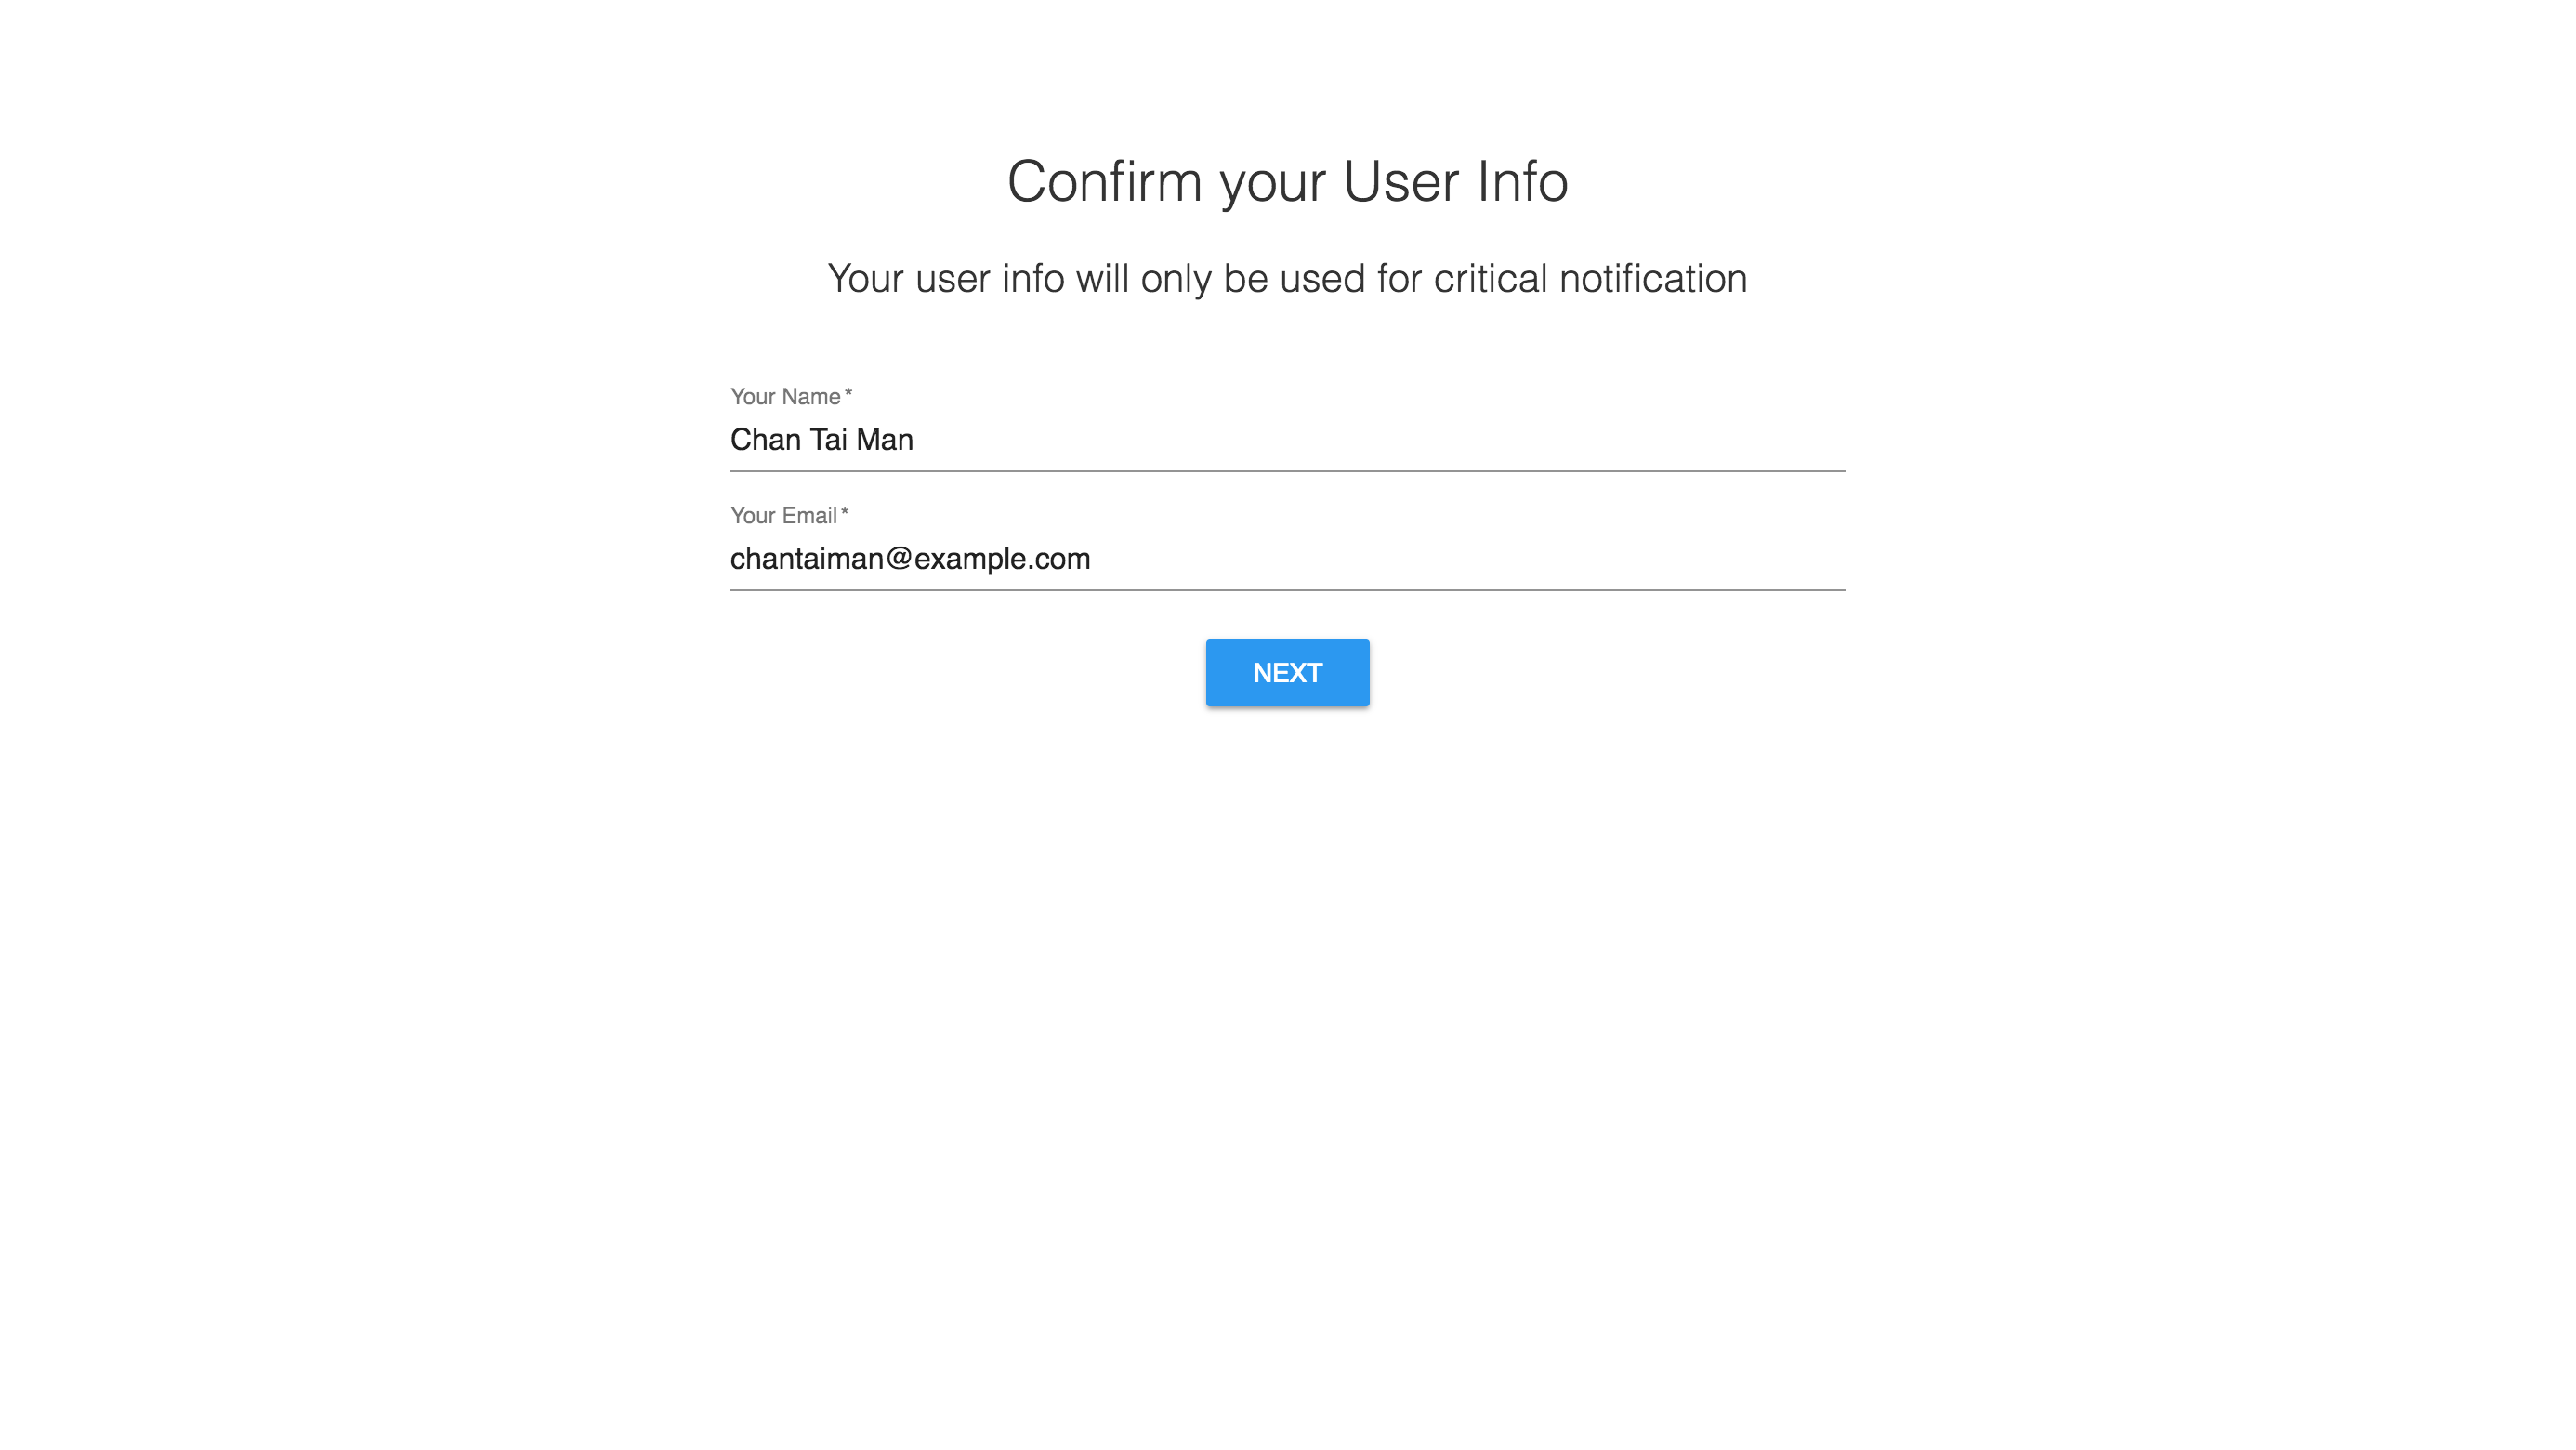 Confirm your User Info
Your user info will only be used for critical notification
Your Name *
Chan Tai Man
Your Email *
chantaiman@example.com
NEXT